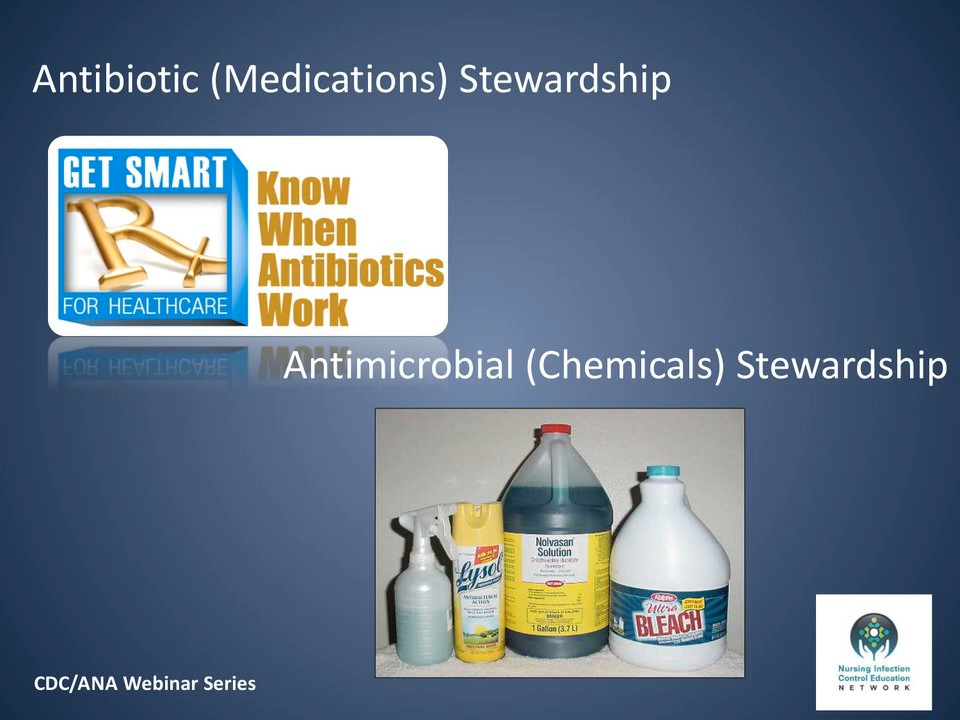 Antibiotic (Medications) Stewardship
GET SMART
FOR HEALTHCARE
Know
When
Antibiotics
Work
Antimicrobial (Chemicals) Stewardship
Lysol
ANTIBACTERIAL
ACTION
Nolvasan
Solution
1 Gallon (3.7 L)
Ralphs
Ultra
BLEACH
CDC/ANA Webinar Series
Nursing Infection
Control Education
NETWORK